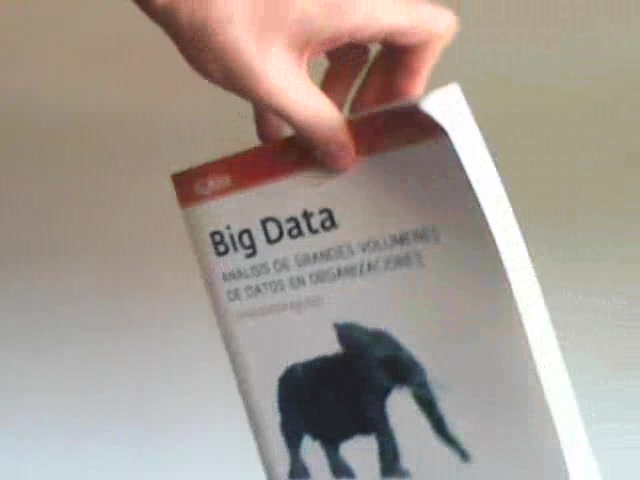 Big Data
ANÁLISIS DE GRANDES VOLÚMENES
DE DATOS EN ORGANIZACIONES